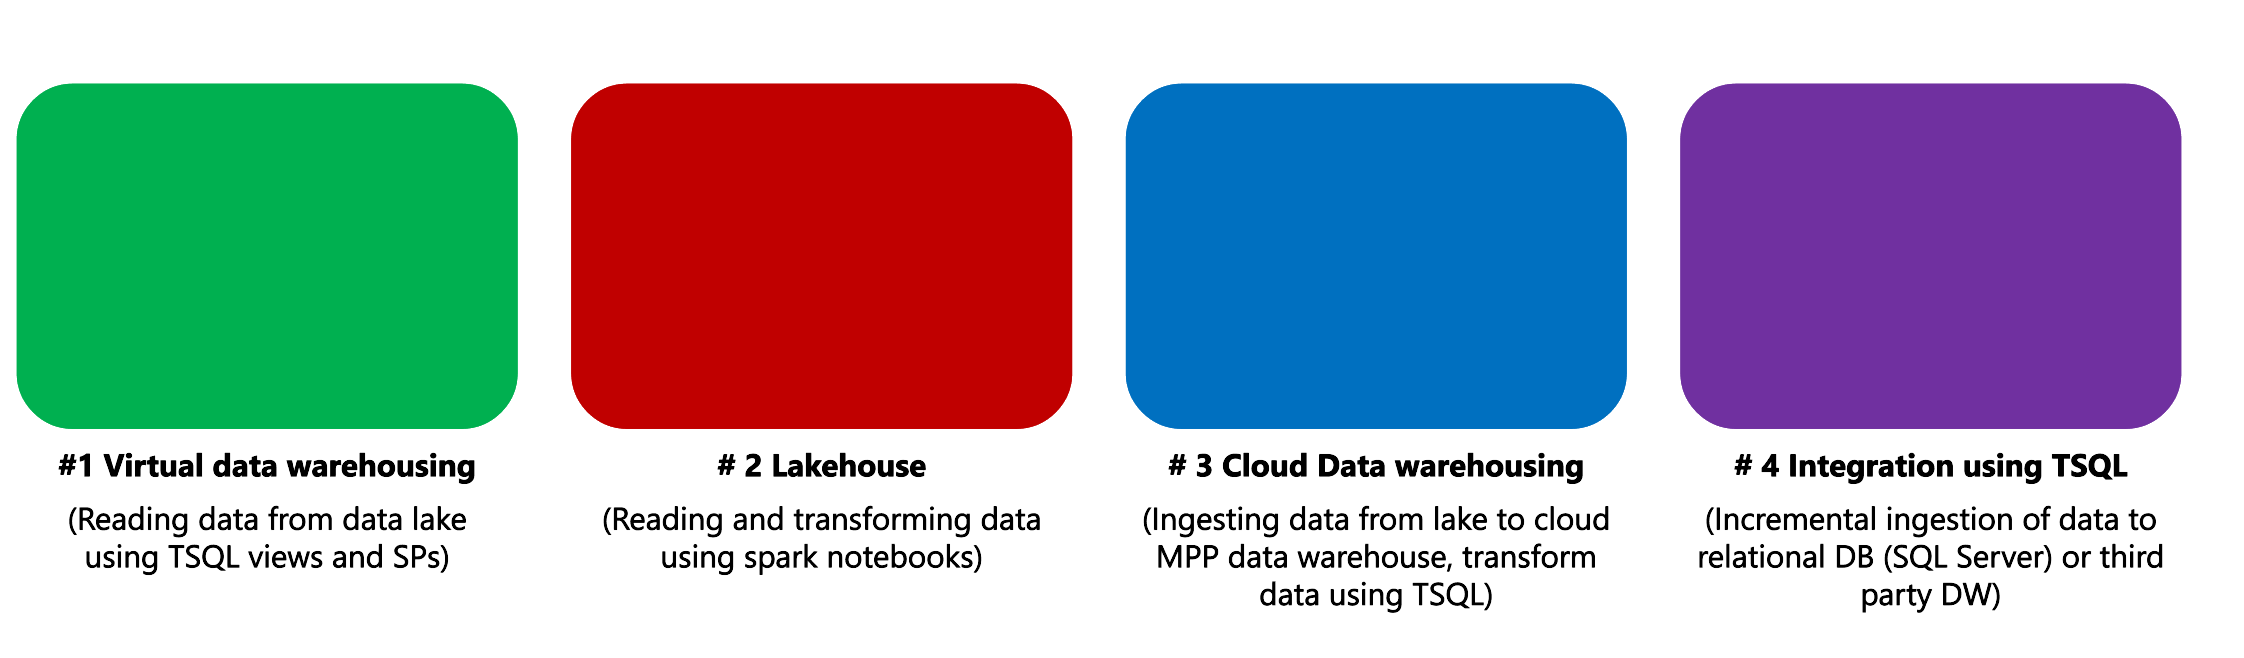 #1 Virtual data warehousing
(Reading data from data lake
using TSQL views and SPs)
# 2 Lakehouse
(Reading and transforming data
using spark notebooks)
# 3 Cloud Data warehousing
(Ingesting data from lake to cloud
MPP data warehouse, transform
data using TSQL)
# 4 Integration using TSQL
(Incremental ingestion of data to
relational DB (SQL Server) or third
party DW)